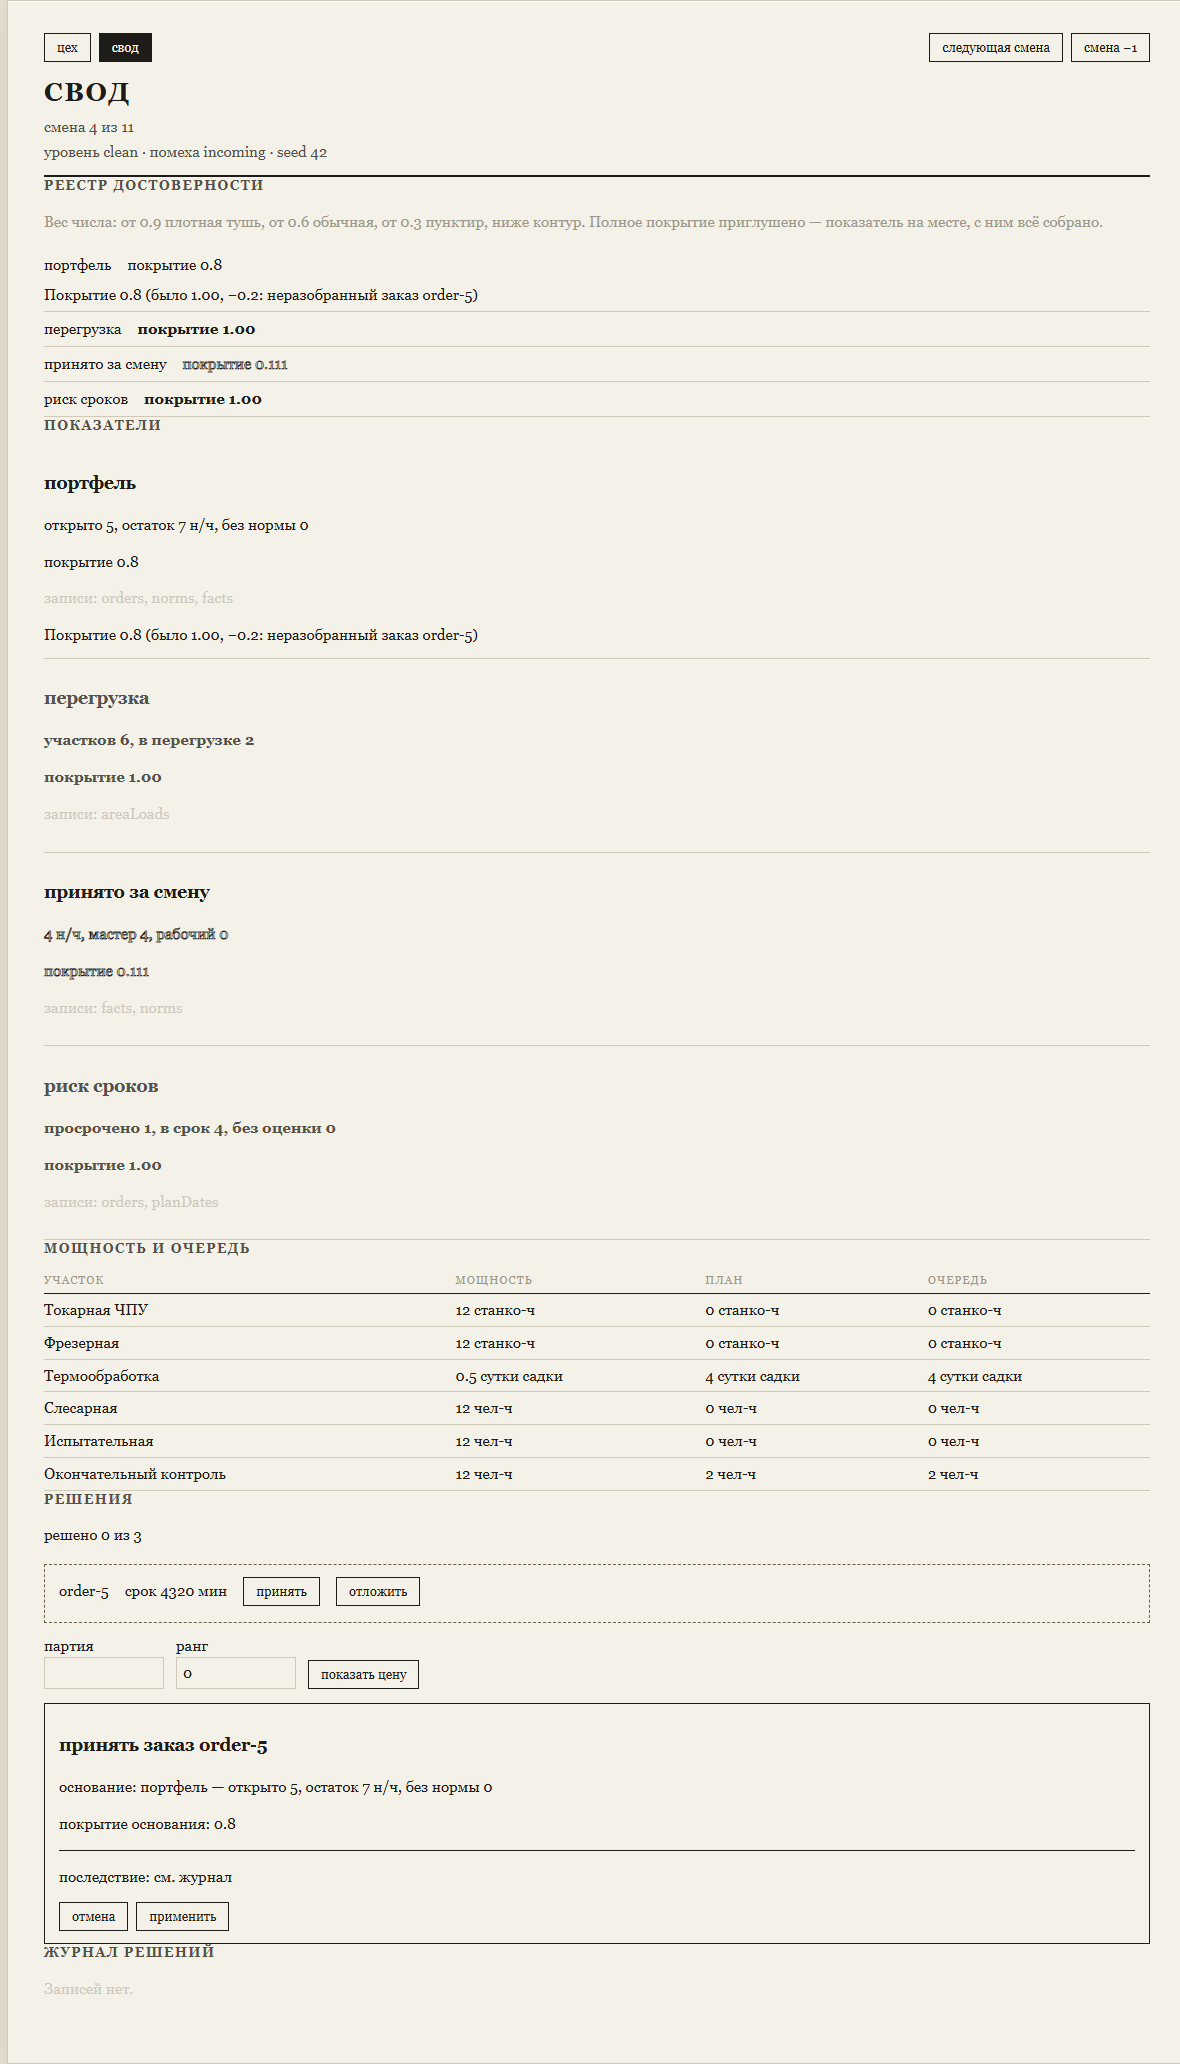 цех свод следующая смена смена −1
СВОД
смена 4 из 11
уровень clean · помеха incoming · seed 42
РЕЕСТР ДОСТОВЕРНОСТИ
Вес числа: от 0.9 плотная тушь, от 0.6 обычная, от 0.3 пунктир, ниже контур. Полное покрытие приглушено — показатель на месте, с ним всё собрано.
портфель покрытие 0.8
Покрытие 0.8 (было 1.00, −0.2: неразобранный заказ order-5)
перегрузка покрытие 1.00
принято за смену покрытие 0.111
риск сроков покрытие 1.00
ПОКАЗАТЕЛИ
портфель
открыто 5, остаток 7 н/ч, без нормы 0
покрытие 0.8
записи: orders, norms, facts
Покрытие 0.8 (было 1.00, −0.2: неразобранный заказ order-5)
перегрузка
участков 6, в перегрузке 2
покрытие 1.00
записи: areaLoads
принято за смену
4 н/ч, мастер 4, рабочий 0
покрытие 0.111
записи: facts, norms
риск сроков
просрочено 1, в срок 4, без оценки 0
покрытие 1.00
записи: orders, planDates
МОЩНОСТЬ И ОЧЕРЕДЬ
УЧАСТОК МОЩНОСТЬ ПЛАН ОЧЕРЕДЬ
Токарная ЧПУ 12 станко-ч 0 станко-ч 0 станко-ч
Фрезерная 12 станко-ч 0 станко-ч 0 станко-ч
Термообработка 0.5 сутки садки 4 сутки садки 4 сутки садки
Слесарная 12 чел-ч 0 чел-ч 0 чел-ч
Испытательная 12 чел-ч 0 чел-ч 0 чел-ч
Окончательный контроль 12 чел-ч 2 чел-ч 2 чел-ч
РЕШЕНИЯ
решено 0 из 3
order-5 срок 4320 мин принять отложить
партия ранг
0 показать цену
принять заказ order-5
основание: портфель — открыто 5, остаток 7 н/ч, без нормы 0
покрытие основания: 0.8
последствие: см. журнал
отмена применить
ЖУРНАЛ РЕШЕНИЙ
Записей нет.